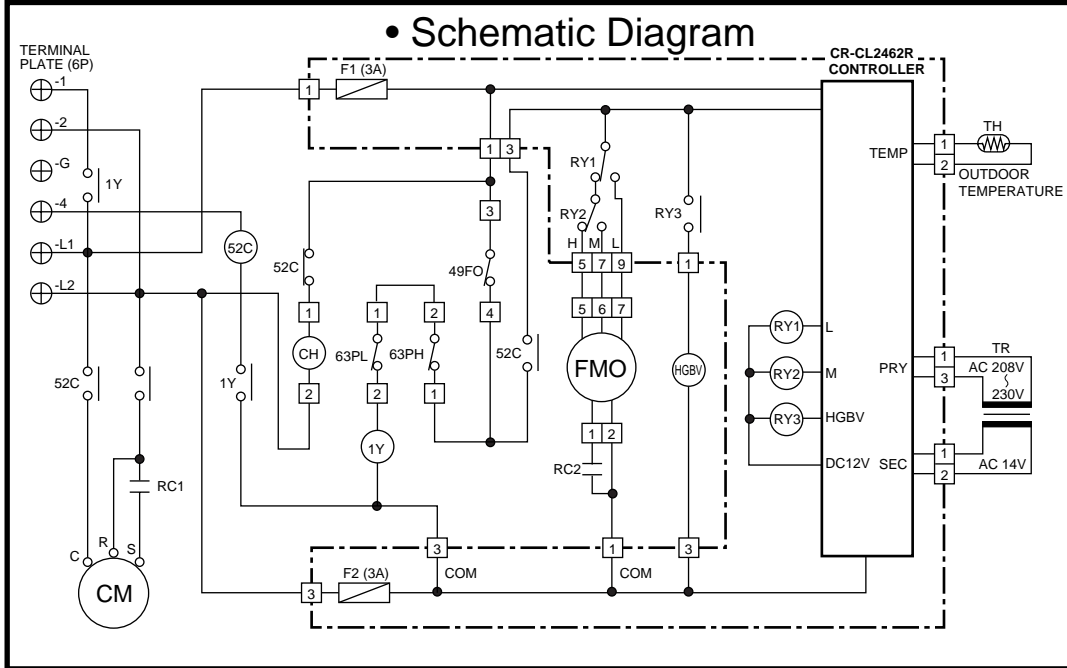 • Schematic Diagram
TERMINAL
PLATE (6P)
-1
-2
-G
-4
-L1
-L2
1Y
52C
F1 (3A)
1
CR-CL2462R
CONTROLLER
1 3
3
49FO
4
52C
1
CH
2
1
2
63PL
63PH
2
1
1Y
1Y
52C
52C
RY1
RY2
RY3
H M L
5 7 9
1
5 6 7
FMO
HGBV
1 2
RC2
TEMP
1
2
TH
OUTDOOR
TEMPERATURE
RY1 L
RY2 M
RY3 HGBV
DC12V
PRY
1
3
TR
AC 208V
~
230V
SEC
1
2
AC 14V
RC1
C R S
CM
3
COM
1
COM
3
3
F2 (3A)